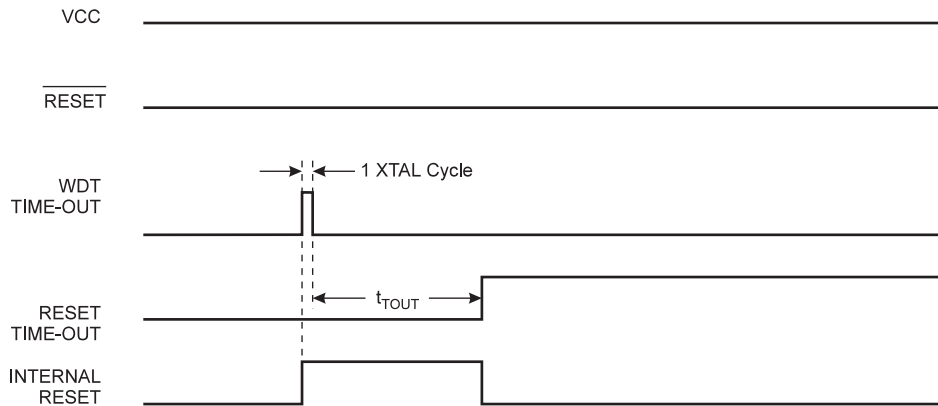 VCC
RESET
1 XTAL Cycle
WDT
TIME-OUT
tTOUT
RESET
TIME-OUT
INTERNAL
RESET